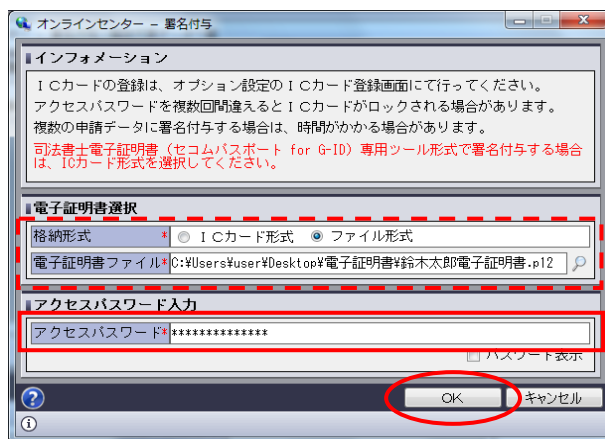 オンラインセンター － 署名付与
インフォメーション
ＩＣカードの登録は、オプション設定のＩＣカード登録画面にて行ってください。
アクセスパスワードを複数回間違えるとＩＣカードがロックされる場合があります。
複数の申請データに署名付与する場合は、時間がかかる場合があります。
司法書士電子証明書（セコムパスポート for G-ID）専用ツール形式で署名付与する場合
は、ICカード形式を選択してください。
電子証明書選択
格納形式 * ＩＣカード形式 ファイル形式
電子証明書ファイル* C:¥Users¥user¥Desktop¥電子証明書¥鈴木太郎電子証明書.p12
アクセスパスワード入力
アクセスパスワード* **************
パスワード表示
OK キャンセル